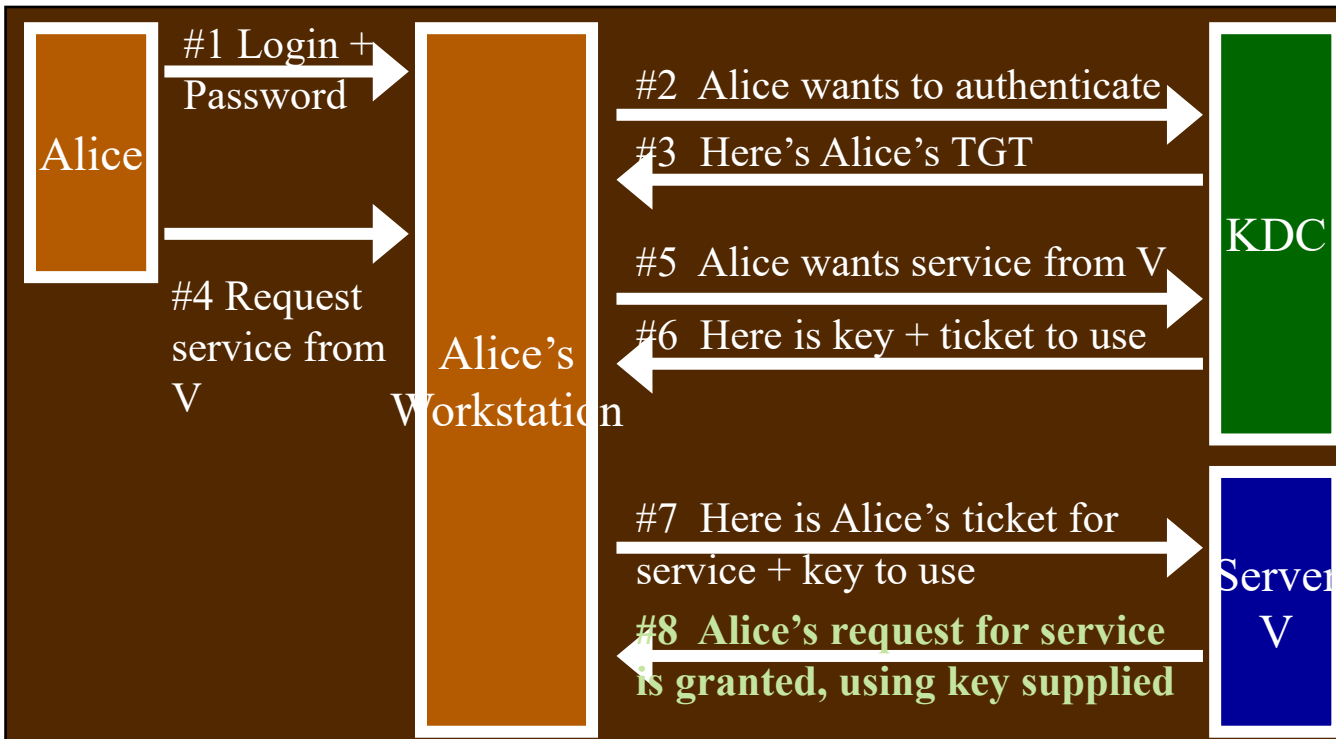 Alice
#1 Login +
Password
#4 Request
service from
V
Alice’s
Workstation
#2 Alice wants to authenticate
#3 Here’s Alice’s TGT
#5 Alice wants service from V
#6 Here is key + ticket to use
KDC
#7 Here is Alice’s ticket for
service + key to use
#8 Alice’s request for service
is granted, using key supplied
Server
V